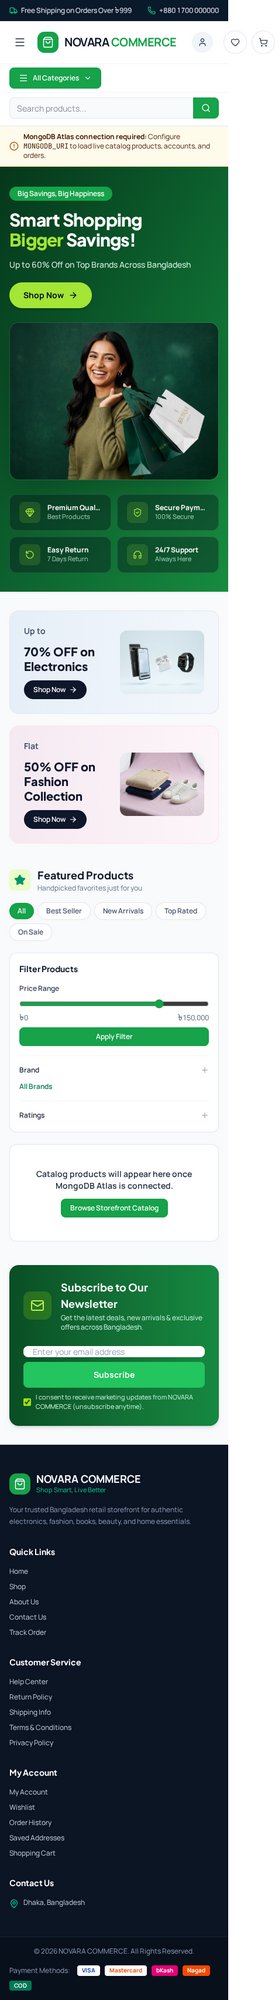 Free Shipping on Orders Over ৳999
+880 1700 000000
NOVARA COMMERCE
All Categories
Search products...
MongoDB Atlas connection required: Configure
MONGODB_URI to load live catalog products, accounts, and
orders.
Big Savings, Big Happiness
Smart Shopping
Bigger Savings!
Up to 60% Off on Top Brands Across Bangladesh
Shop Now
Premium Qual...
Best Products
Secure Paym...
100% Secure
Easy Return
7 Days Return
24/7 Support
Always Here
Up to
70% OFF on
Electronics
Shop Now
Flat
50% OFF on
Fashion
Collection
Shop Now
Featured Products
Handpicked favorites just for you
All
Best Seller
New Arrivals
Top Rated
On Sale
Filter Products
Price Range
৳0
৳150,000
Apply Filter
Brand
All Brands
Ratings
Catalog products will appear here once
MongoDB Atlas is connected.
Browse Storefront Catalog
Subscribe to Our
Newsletter
Get the latest deals, new arrivals & exclusive
offers across Bangladesh.
Enter your email address
Subscribe
I consent to receive marketing updates from NOVARA
COMMERCE (unsubscribe anytime).
NOVARA COMMERCE
Shop Smart, Live Better
Your trusted Bangladesh retail storefront for authentic
electronics, fashion, books, beauty, and home essentials.
Quick Links
Home
Shop
About Us
Contact Us
Track Order
Customer Service
Help Center
Return Policy
Shipping Info
Terms & Conditions
Privacy Policy
My Account
My Account
Wishlist
Order History
Saved Addresses
Shopping Cart
Contact Us
Dhaka, Bangladesh
© 2026 NOVARA COMMERCE. All Rights Reserved.
Payment Methods:
VISA
Mastercard
bKash
Nagad
COD